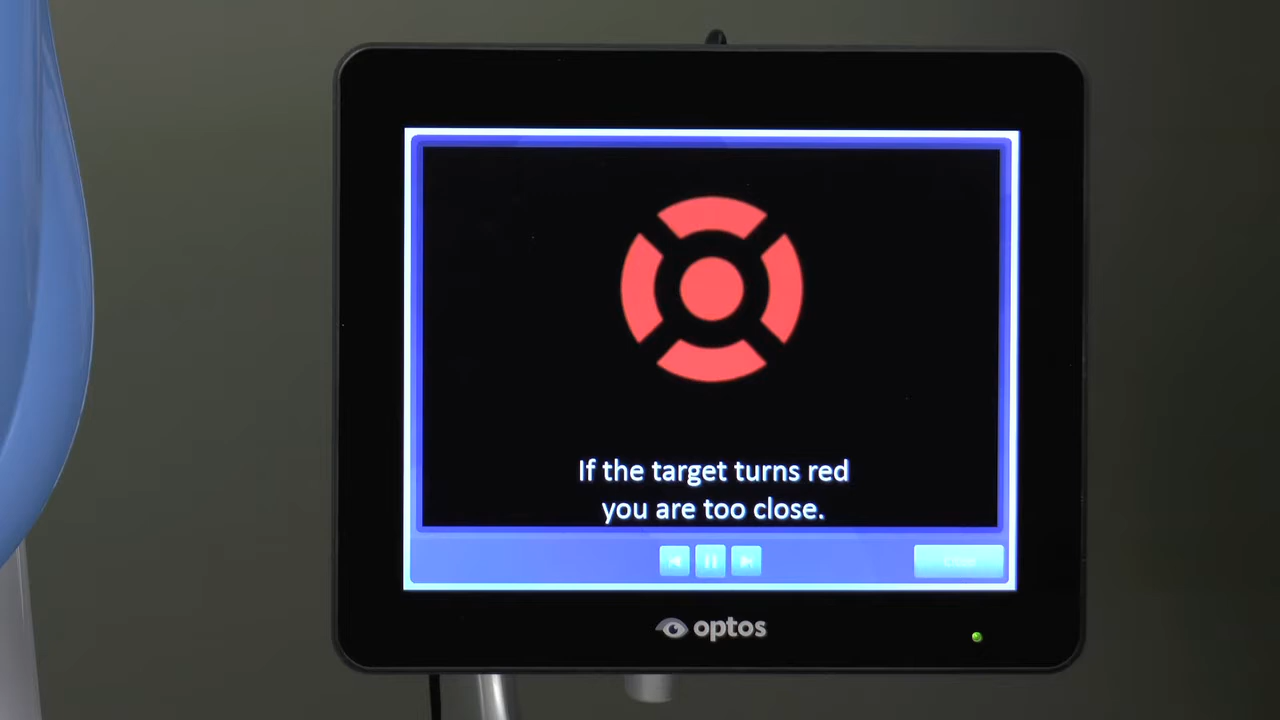 If the target turns red
you are too close.
optos